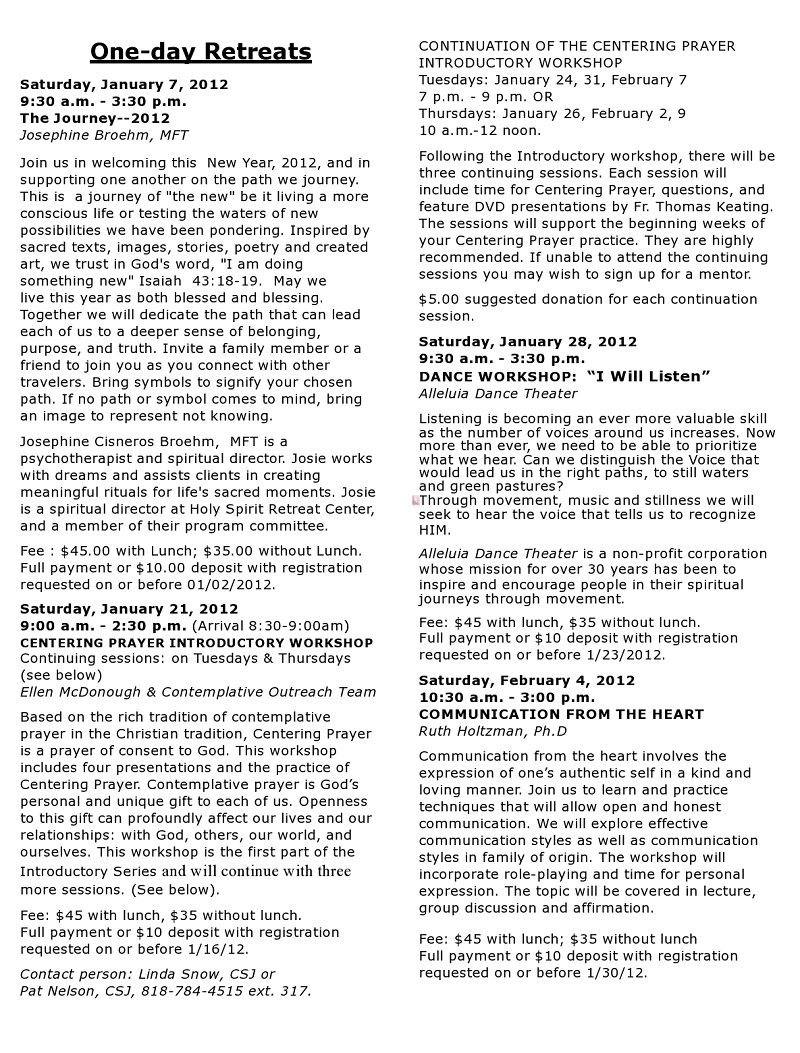 One-day Retreats
Saturday, January 7, 2012
9:30 a.m. - 3:30 p.m.
The Journey--2012
Josephine Broehm, MFT
Join us in welcoming this New Year, 2012, and in
supporting one another on the path we journey.
This is a journey of "the new" be it living a more
conscious life or testing the waters of new
possibilities we have been pondering. Inspired by
sacred texts, images, stories, poetry and created
art, we trust in God's word, "I am doing
something new" Isaiah 43:18-19. May we
live this year as both blessed and blessing.
Together we will dedicate the path that can lead
each of us to a deeper sense of belonging,
purpose, and truth. Invite a family member or a
friend to join you as you connect with other
travelers. Bring symbols to signify your chosen
path. If no path or symbol comes to mind, bring
an image to represent not knowing.
Josephine Cisneros Broehm, MFT is a
psychotherapist and spiritual director. Josie works
with dreams and assists clients in creating
meaningful rituals for life's sacred moments. Josie
is a spiritual director at Holy Spirit Retreat Center,
and a member of their program committee.
Fee : $45.00 with Lunch; $35.00 without Lunch.
Full payment or $10.00 deposit with registration
requested on or before 01/02/2012.
Saturday, January 21, 2012
9:00 a.m. - 2:30 p.m. (Arrival 8:30-9:00am)
CENTERING PRAYER INTRODUCTORY WORKSHOP
Continuing sessions: on Tuesdays & Thursdays
(see below)
Ellen McDonough & Contemplative Outreach Team
Based on the rich tradition of contemplative
prayer in the Christian tradition, Centering Prayer
is a prayer of consent to God. This workshop
includes four presentations and the practice of
Centering Prayer. Contemplative prayer is God’s
personal and unique gift to each of us. Openness
to this gift can profoundly affect our lives and our
relationships: with God, others, our world, and
ourselves. This workshop is the first part of the
Introductory Series and will continue with three
more sessions. (See below).
Fee: $45 with lunch, $35 without lunch.
Full payment or $10 deposit with registration
requested on or before 1/16/12.
Contact person: Linda Snow, CSJ or
Pat Nelson, CSJ, 818-784-4515 ext. 317.
CONTINUATION OF THE CENTERING PRAYER
INTRODUCTORY WORKSHOP
Tuesdays: January 24, 31, February 7
7 p.m. - 9 p.m. OR
Thursdays: January 26, February 2, 9
10 a.m.-12 noon.
Following the Introductory workshop, there will be
three continuing sessions. Each session will
include time for Centering Prayer, questions, and
feature DVD presentations by Fr. Thomas Keating.
The sessions will support the beginning weeks of
your Centering Prayer practice. They are highly
recommended. If unable to attend the continuing
sessions you may wish to sign up for a mentor.
$5.00 suggested donation for each continuation
session.
Saturday, January 28, 2012
9:30 a.m. - 3:30 p.m.
DANCE WORKSHOP: “I Will Listen”
Alleluia Dance Theater
Listening is becoming an ever more valuable skill
as the number of voices around us increases. Now
more than ever, we need to be able to prioritize
what we hear. Can we distinguish the Voice that
would lead us in the right paths, to still waters
and green pastures?
Through movement, music and stillness we will
seek to hear the voice that tells us to recognize
HIM.
Alleluia Dance Theater is a non-profit corporation
whose mission for over 30 years has been to
inspire and encourage people in their spiritual
journeys through movement.
Fee: $45 with lunch, $35 without lunch.
Full payment or $10 deposit with registration
requested on or before 1/23/2012.
Saturday, February 4, 2012
10:30 a.m. - 3:00 p.m.
COMMUNICATION FROM THE HEART
Ruth Holtzman, Ph.D
Communication from the heart involves the
expression of one’s authentic self in a kind and
loving manner. Join us to learn and practice
techniques that will allow open and honest
communication. We will explore effective
communication styles as well as communication
styles in family of origin. The workshop will
incorporate role-playing and time for personal
expression. The topic will be covered in lecture,
group discussion and affirmation.
Fee: $45 with lunch; $35 without lunch
Full payment or $10 deposit with registration
requested on or before 1/30/12.